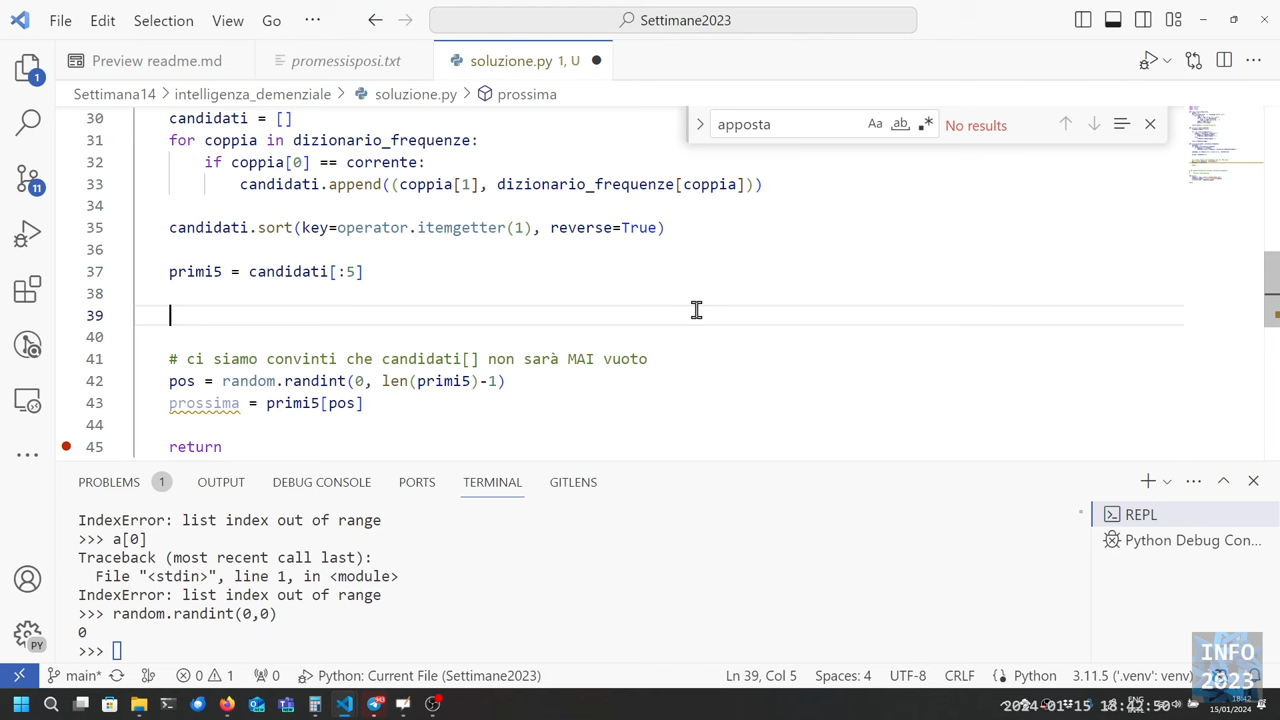 File Edit Selection View Go ··· Settimane2023
Preview readme.md promessisposi.txt soluzione.py 1, U
Settimana14 > intelligenza_demenziale > soluzione.py > prossima
apposta Aa ab No results
1
11
30 candidati = []
31 for coppia in dizionario_frequenze:
32 if coppia[0] == corrente:
33 candidati.append((coppia[1], dizionario_frequenze[coppia]))
34
35 candidati.sort(key=operator.itemgetter(1), reverse=True)
36
37 primi5 = candidati[:5]
38
39
40
41 # ci siamo convinti che candidati[] non sarà MAI vuoto
42 pos = random.randint(0, len(primi5)-1)
43 prossima = primi5[pos]
44
45 return
PROBLEMS 1 OUTPUT DEBUG CONSOLE PORTS TERMINAL GITLENS
IndexError: list index out of range
>>> a[0]
Traceback (most recent call last):
File "<stdin>", line 1, in <module>
IndexError: list index out of range
>>> random.randint(0,0)
0
>>>
REPL
Python Debug Con...
PY
main* 0 1 0 Python: Current File (Settimane2023) Ln 39, Col 5 Spaces: 4 UTF-8 CRLF Python 3.11.5 ('.venv': venv)
INFO
2023
18:42
15/01/2024